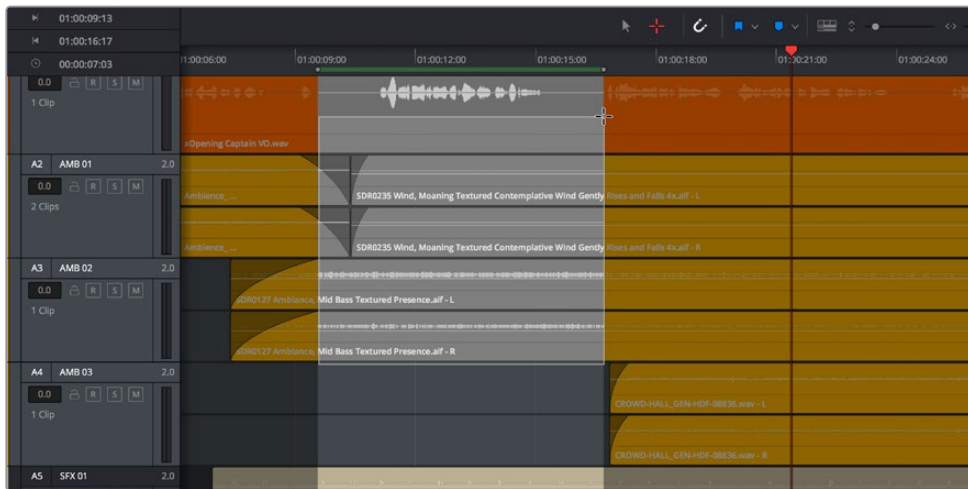 01:00:09:13
01:00:16:17
00:00:07:03
01:00:06:00 01:00:09:00 01:00:12:00 01:00:15:00 01:00:18:00 01:00:21:00 01:00:24:00
0.0 R S M
1 Clip
xOpening Captain VO.wav
A2 AMB 01 2.0
0.0 R S M
2 Clips
Ambience_ ...
SDR0235 Wind, Moaning Textured Contemplative Wind Gently Rises and Falls 4x.aif - L
Ambience_ ...
SDR0235 Wind, Moaning Textured Contemplative Wind Gently Rises and Falls 4x.aif - R
A3 AMB 02 2.0
0.0 R S M
1 Clip
SDR0127 Ambiance, Mid Bass Textured Presence.aif - L
SDR0127 Ambiance, Mid Bass Textured Presence.aif - R
A4 AMB 03 2.0
0.0 R S M
1 Clip
CROWD-HALL_GEN-HDF-08836.wav - L
CROWD-HALL_GEN-HDF-08836.wav - R
A5 SFX 01 2.0